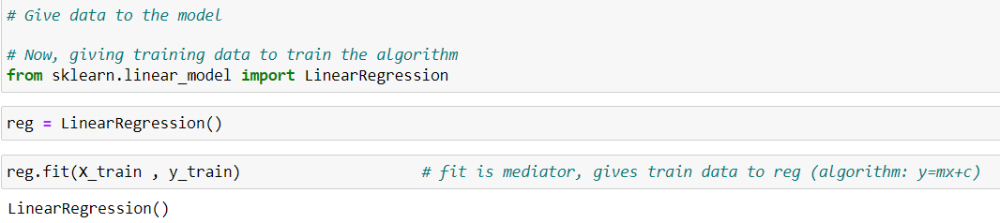 # Give data to the model
# Now, giving training data to train the algorithm
from sklearn.linear_model import LinearRegression
reg = LinearRegression()
reg.fit(X_train , y_train) # fit is mediator, gives train data to reg (algorithm: y=mx+c)
LinearRegression()